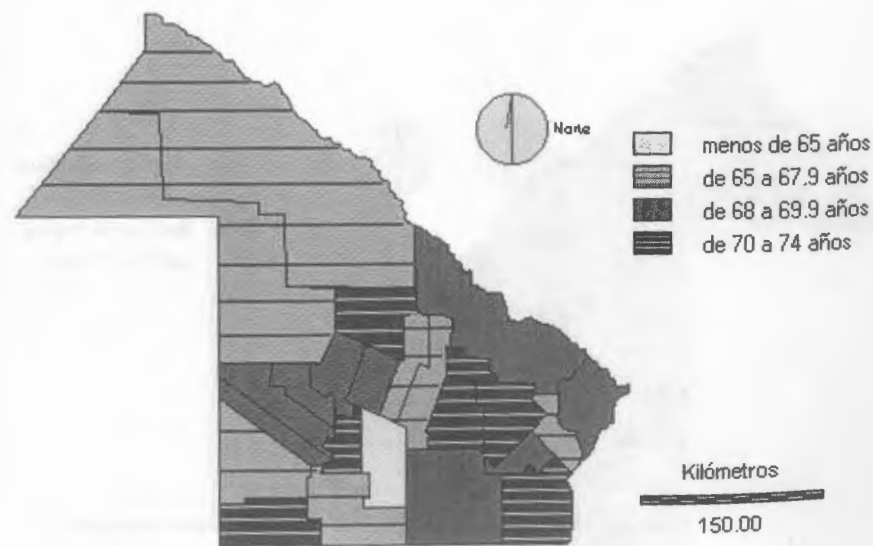 Norte
menos de 65 años
de 65 a 67.9 años
de 68 a 69.9 años
de 70 a 74 años
Kilómetros
150.00